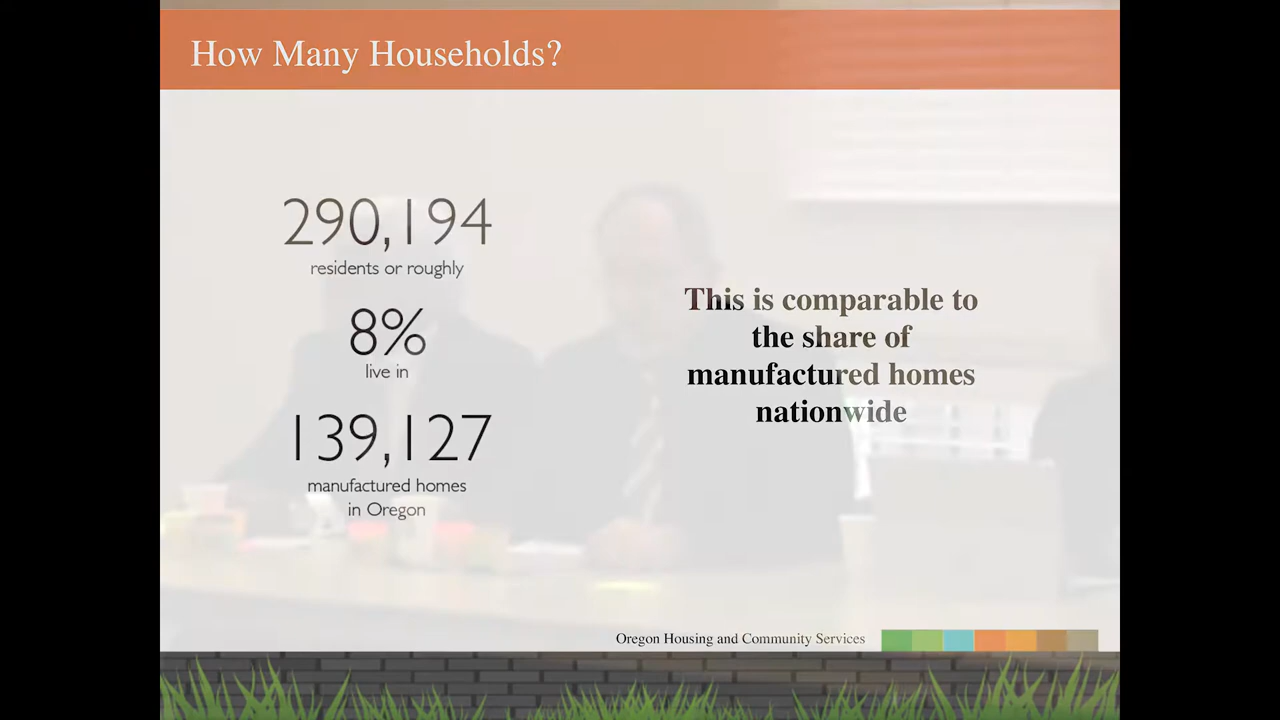 How Many Households?
290,194
residents or roughly
8%
live in
139,127
manufactured homes
in Oregon
This is comparable to
the share of
manufactured homes
nationwide
Oregon Housing and Community Services